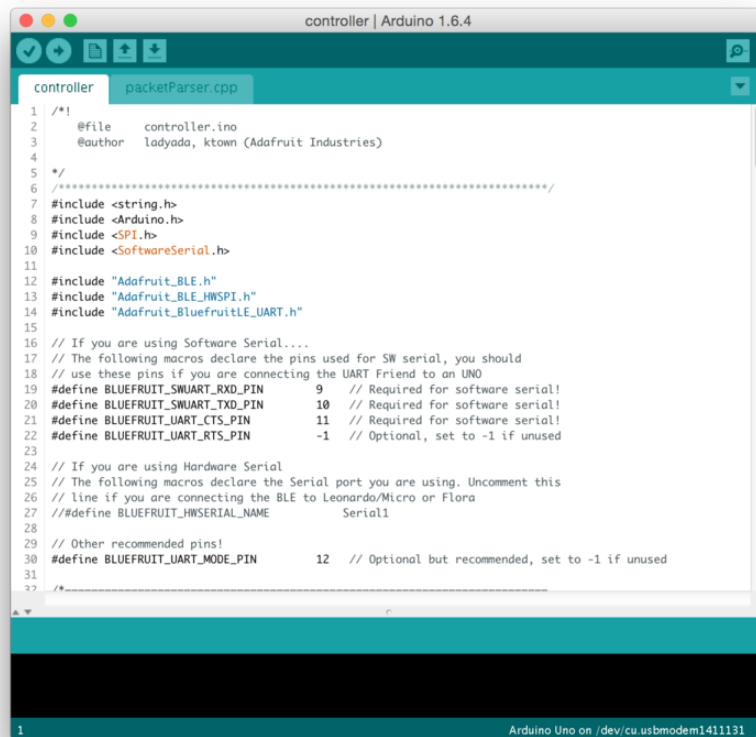 controller | Arduino 1.6.4
controller packetParser.cpp
1 /*!
2 @file controller.ino
3 @author ladyada, ktown (Adafruit Industries)
4
5 */
6 /**************************************************************************/
7 #include <string.h>
8 #include <Arduino.h>
9 #include <SPI.h>
10 #include <SoftwareSerial.h>
11
12 #include "Adafruit_BLE.h"
13 #include "Adafruit_BLE_HWSPI.h"
14 #include "Adafruit_BluefruitLE_UART.h"
15
16 // If you are using Software Serial....
17 // The following macros declare the pins used for SW serial, you should
18 // use these pins if you are connecting the UART Friend to an UNO
19 #define BLUEFRUIT_SWUART_RXD_PIN 9 // Required for software serial!
20 #define BLUEFRUIT_SWUART_TXD_PIN 10 // Required for software serial!
21 #define BLUEFRUIT_UART_CTS_PIN 11 // Required for software serial!
22 #define BLUEFRUIT_UART_RTS_PIN -1 // Optional, set to -1 if unused
23
24 // If you are using Hardware Serial
25 // The following macros declare the Serial port you are using. Uncomment this
26 // line if you are connecting the BLE to Leonardo/Micro or Flora
27 //#define BLUEFRUIT_HWSERIAL_NAME Serial1
28
29 // Other recommended pins!
30 #define BLUEFRUIT_UART_MODE_PIN 12 // Optional but recommended, set to -1 if unused
31
32 /*=========================================================================
1 Arduino Uno on /dev/cu.usbmodem1411131